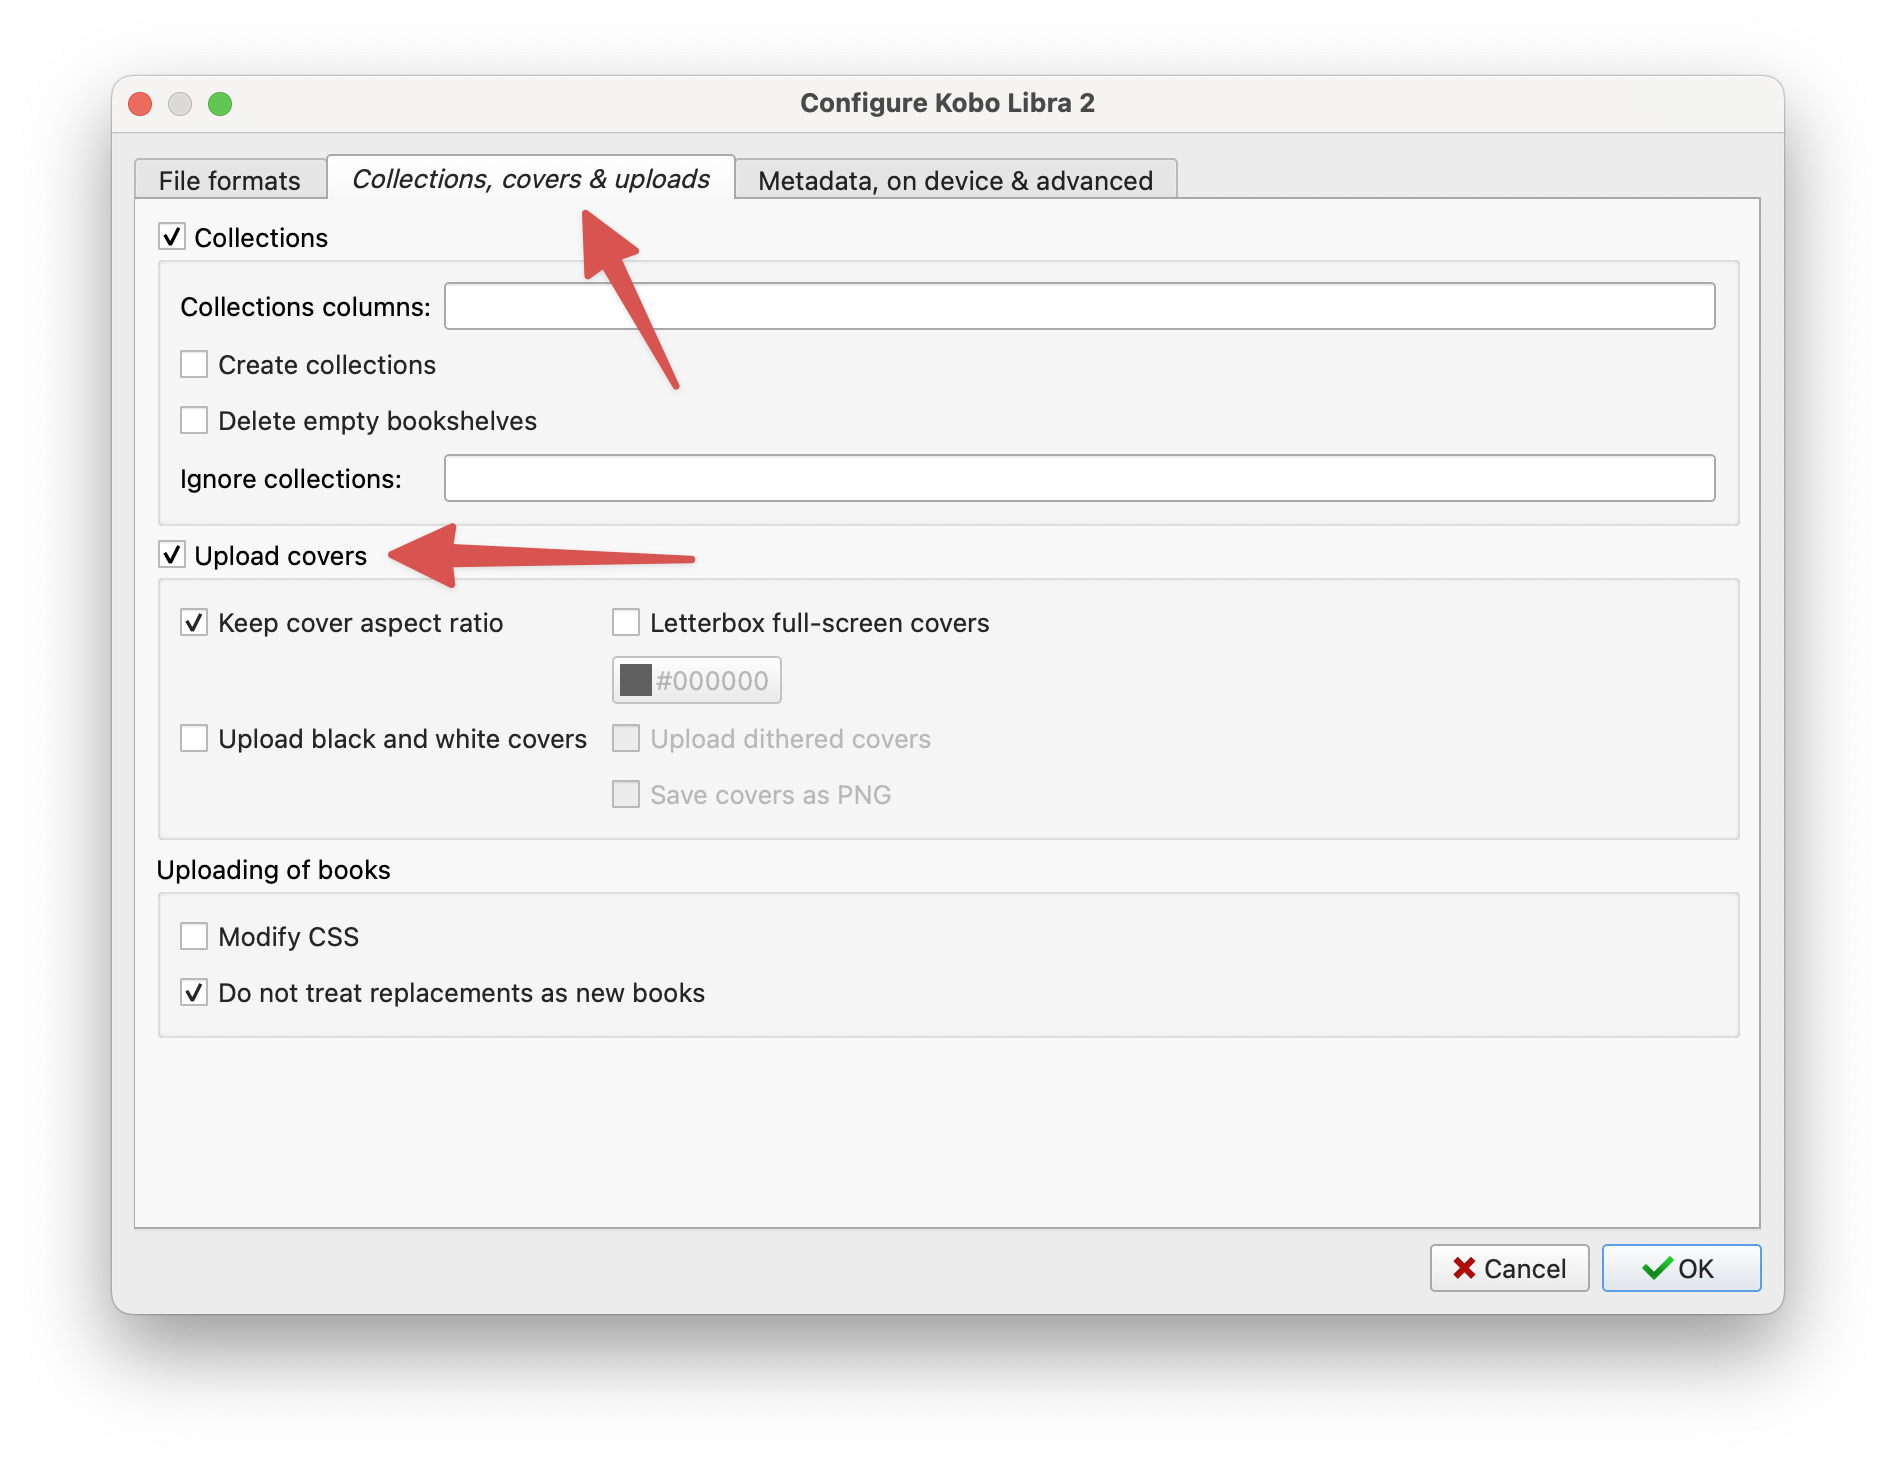 Configure Kobo Libra 2
File formats
Collections, covers & uploads
Metadata, on device & advanced
Collections
Collections columns:
Create collections
Delete empty bookshelves
Ignore collections:
Upload covers
Keep cover aspect ratio
Letterbox full-screen covers
#000000
Upload black and white covers
Upload dithered covers
Save covers as PNG
Uploading of books
Modify CSS
Do not treat replacements as new books
Cancel
OK